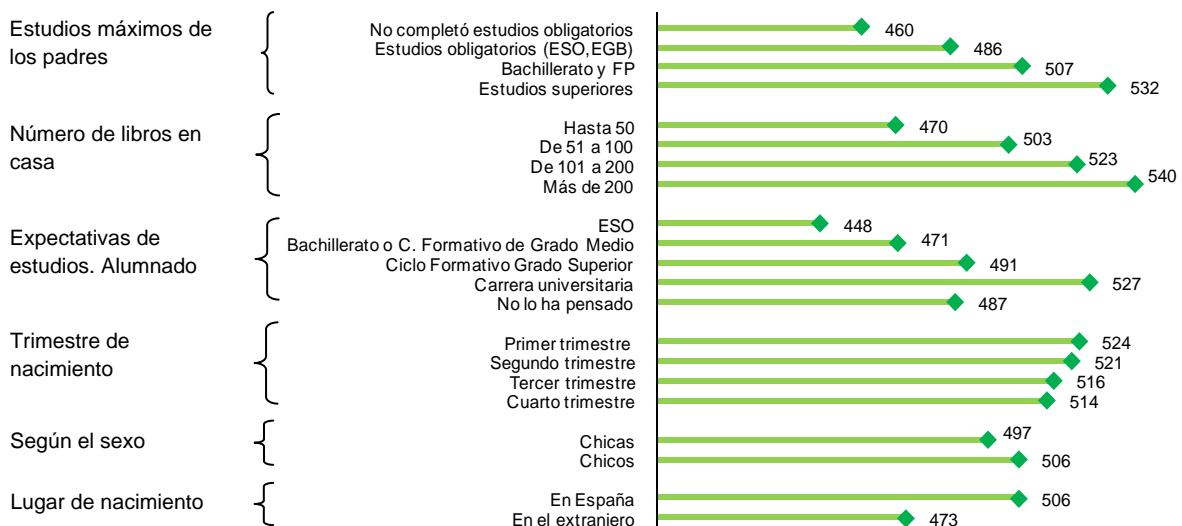 Estudios máximos de
los padres
No completó estudios obligatorios 460
Estudios obligatorios (ESO,EGB) 486
Bachillerato y FP 507
Estudios superiores 532
Número de libros en
casa
Hasta 50 470
De 51 a 100 503
De 101 a 200 523
Más de 200 540
Expectativas de
estudios. Alumnado
ESO 448
Bachillerato o C. Formativo de Grado Medio 471
Ciclo Formativo Grado Superior 491
Carrera universitaria 527
No lo ha pensado 487
Trimestre de
nacimiento
Primer trimestre 524
Segundo trimestre 521
Tercer trimestre 516
Cuarto trimestre 514
Según el sexo
Chicas 497
Chicos 506
Lugar de nacimiento
En España 506
En el extranjero 473